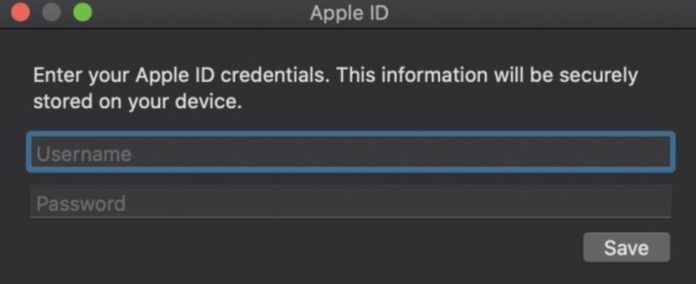 Apple ID
Enter your Apple ID credentials. This information will be securely
stored on your device.
Username
Password
Save